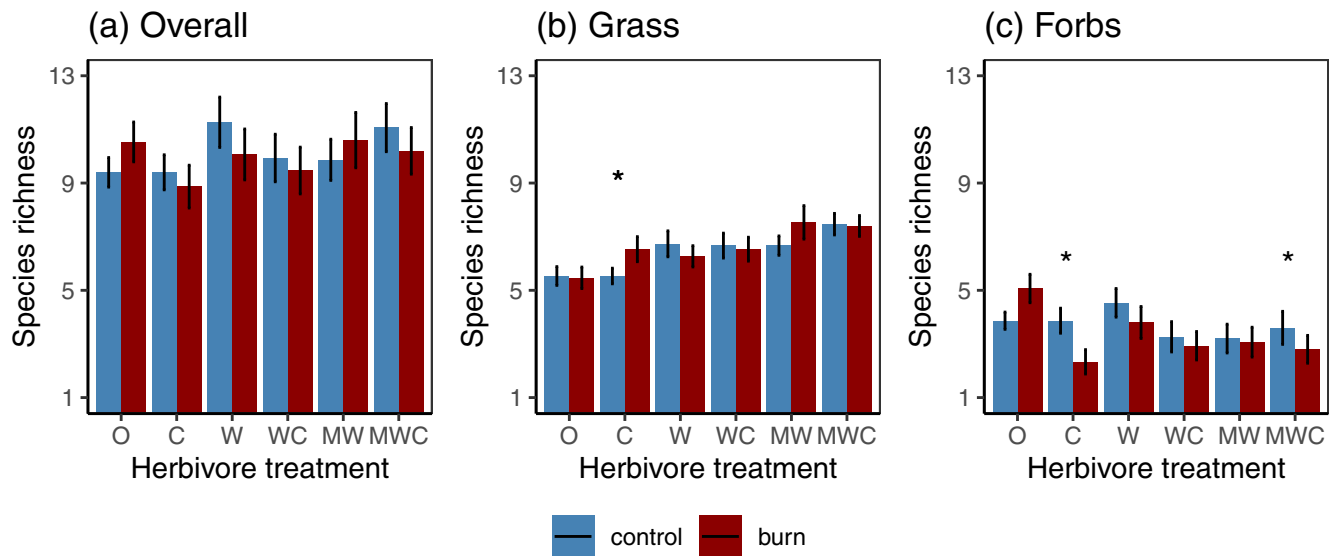 (a) Overall
(b) Grass
(c) Forbs
Species richness
13
9
5
1
O C W WC MW MWC
Herbivore treatment
Species richness
13
9
*
5
1
O C W WC MW MWC
Herbivore treatment
Species richness
13
9
* *
5
1
O C W WC MW MWC
Herbivore treatment
control burn